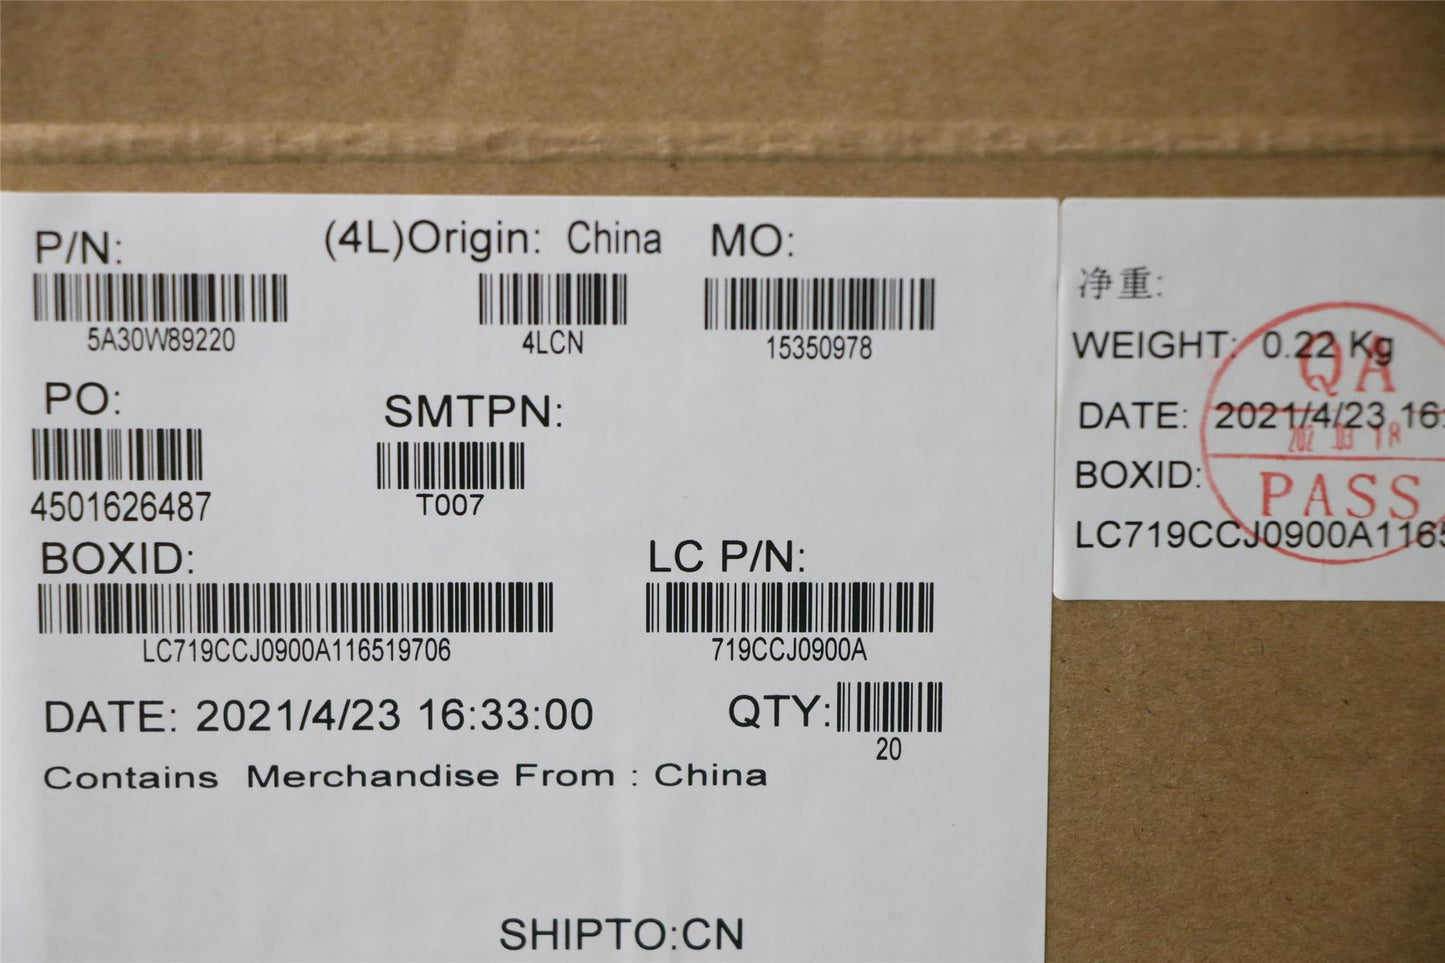 P/N:
5A30W89220
(4L)Origin: China
4LCN
MO:
15350978
PO:
4501626487
SMTPN:
T007
BOXID:
LC719CCJ0900A116519706
LC P/N:
719CCJ0900A
DATE: 2021/4/23 16:33:00
QTY:
20
Contains Merchandise From : China
SHIPTO:CN
净重:
WEIGHT: 0.22 Kg
DATE: 2021/4/23 16:
BOXID:
LC719CCJ0900A1165
QA
PASS